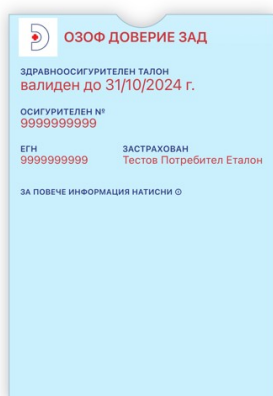 ОЗОФ ДОВЕРИЕ ЗАД
ЗДРАВНООСИГУРИТЕЛЕН ТАЛОН
валиден до 31/10/2024 г.
ОСИГУРИТЕЛЕН №
9999999999
ЕГН ЗАСТРАХОВАН
9999999999 Тестов Потребител Еталон
ЗА ПОВЕЧЕ ИНФОРМАЦИЯ НАТИСНИ